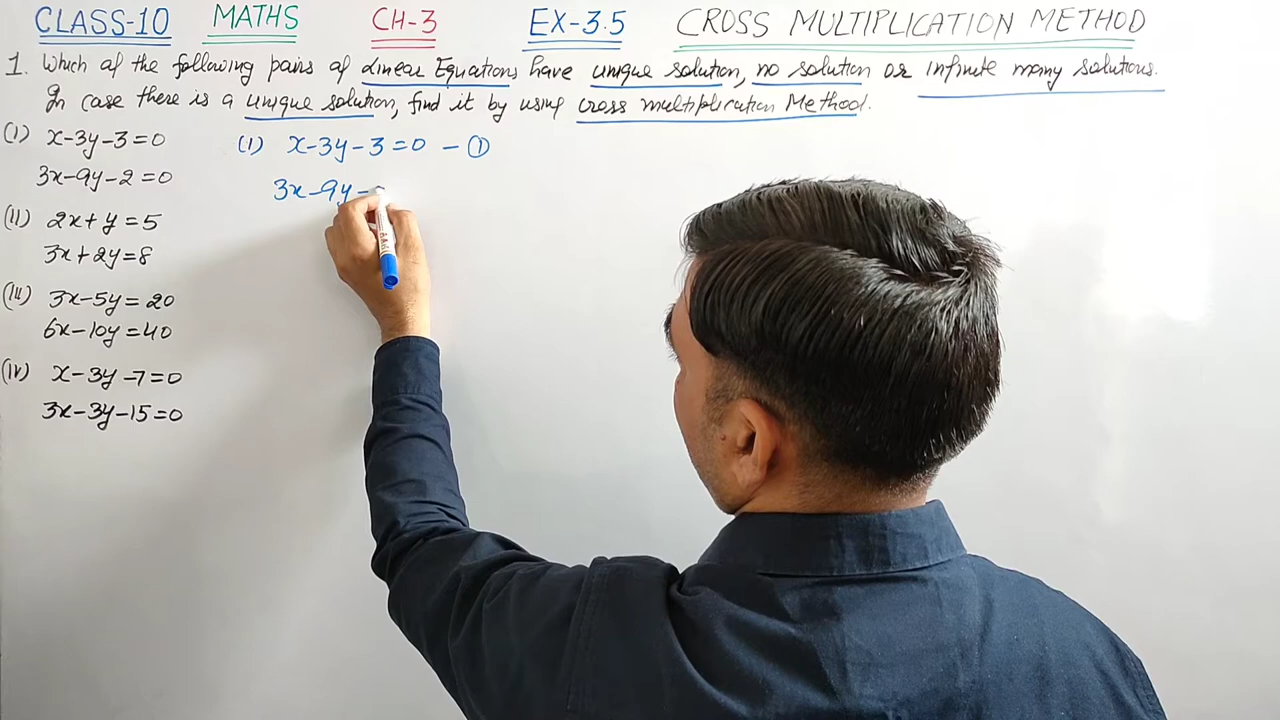 CLASS-10 MATHS CH-3 EX-3.5 CROSS MULTIPLICATION METHOD
1. Which of the following pairs of Linear Equations have unique solution, no solution or infinite many solutions.
In case there is a unique solution, find it by using cross multiplication Method.
(I) x-3y-3=0
3x-9y-2=0
(II) 2x+y=5
3x+2y=8
(III) 3x-5y=20
6x-10y=40
(IV) x-3y-7=0
3x-3y-15=0
(I) x-3y-3=0 - ①
3x-9y-